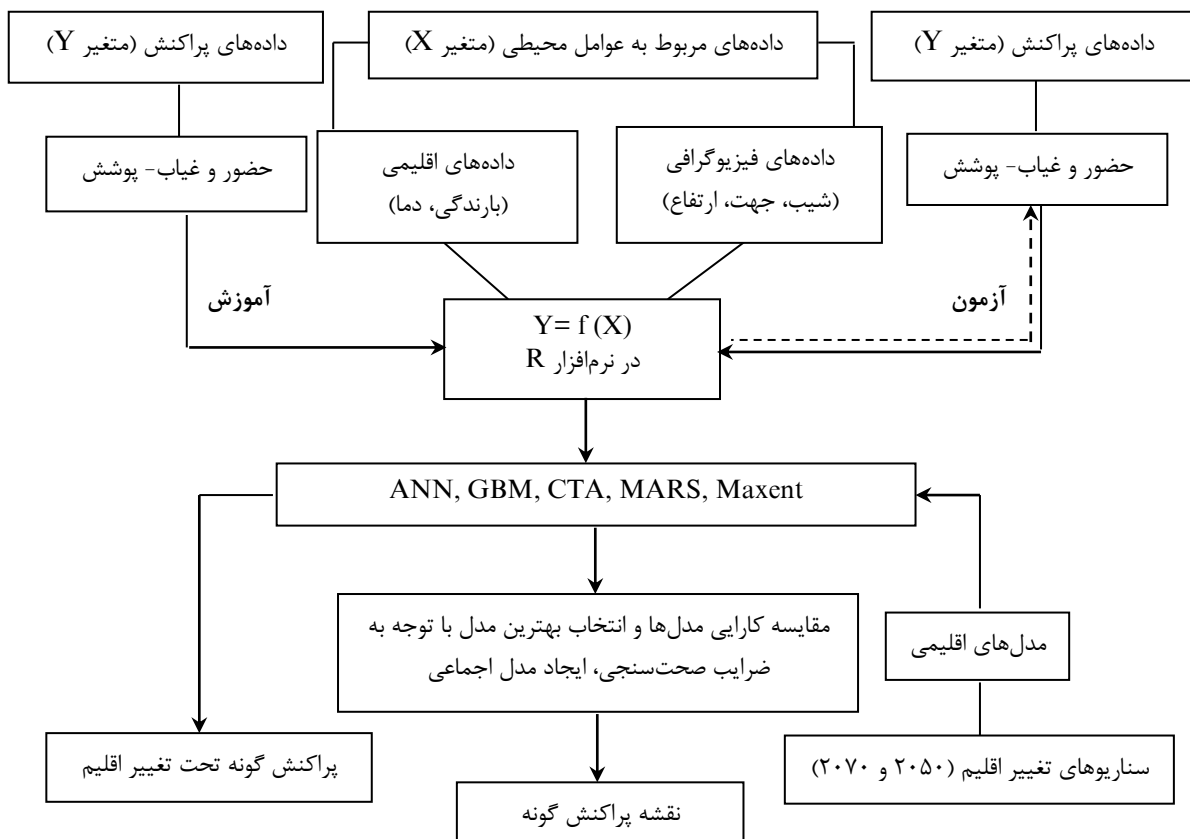 داده‌های پراکنش (متغیر Y)
داده‌های مربوط به عوامل محیطی (متغیر X)
داده‌های پراکنش (متغیر Y)
حضور و غیاب- پوشش
داده‌های فیزیوگرافی
(شیب، جهت، ارتفاع)
داده‌های اقلیمی
(بارندگی، دما)
حضور و غیاب- پوشش
آزمون
آموزش
Y= f (X)
در نرم‌افزار R
ANN, GBM, CTA, MARS, Maxent
مقایسه کارایی مدل‌ها و انتخاب بهترین مدل با توجه به
ضرایب صحت‌سنجی، ایجاد مدل اجماعی
مدل‌های اقلیمی
سناریوهای تغییر اقلیم (۲۰۵۰ و ۲۰۷۰)
پراکنش گونه تحت تغییر اقلیم
نقشه پراکنش گونه